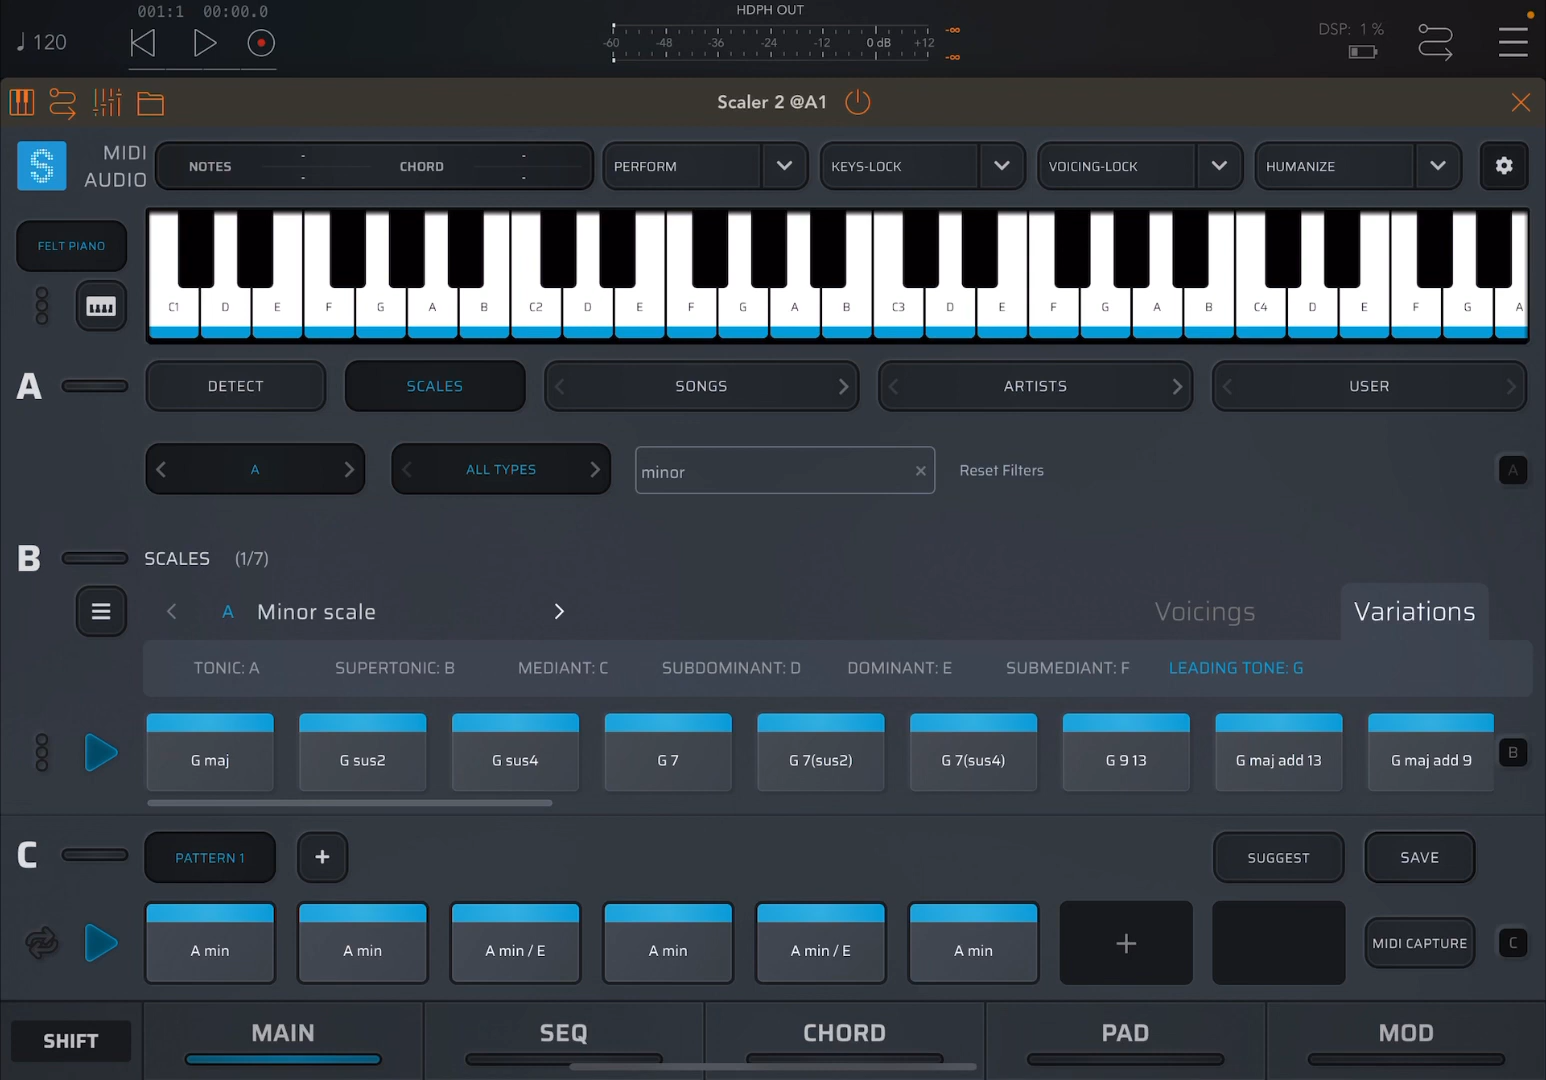 001:1 00:00.0
HDPH OUT
♩ 120
-60 -48 -36 -24 -12 0 dB +12
-∞
-∞
DSP: 1 %
Scaler 2 @A1
S
MIDI
AUDIO
NOTES - - CHORD - -
PERFORM
KEYS-LOCK
VOICING-LOCK
HUMANIZE
FELT PIANO
C1 D E F G A B C2 D E F G A B C3 D E F G A B C4 D E F G A
A
DETECT
SCALES
SONGS
ARTISTS
USER
A
ALL TYPES
minor ×
Reset Filters
A
B
SCALES (1/7)
A Minor scale
Voicings
Variations
TONIC: A
SUPERTONIC: B
MEDIANT: C
SUBDOMINANT: D
DOMINANT: E
SUBMEDIANT: F
LEADING TONE: G
G maj
G sus2
G sus4
G 7
G 7(sus2)
G 7(sus4)
G 9 13
G maj add 13
G maj add 9
B
C
PATTERN 1
+
SUGGEST
SAVE
A min
A min
A min / E
A min
A min / E
A min
+
MIDI CAPTURE
C
SHIFT
MAIN
SEQ
CHORD
PAD
MOD